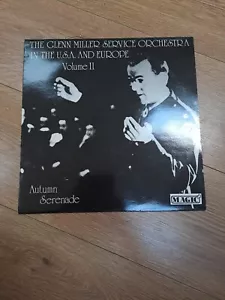 THE GLENN MILLER SERVICE ORCHESTRA
IN THE U.S.A. AND EUROPE
Volume II
Autumn
Serenade
MAGIC